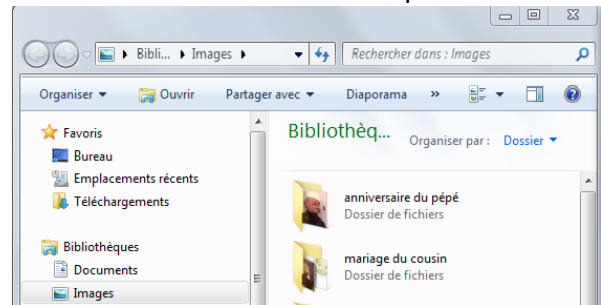 Bibli... Images
Rechercher dans : Images
Organiser Ouvrir Partager avec Diaporama »
Favoris
Bureau
Emplacements récents
Téléchargements
Bibliothèques
Documents
Images
Bibliothèq...
Organiser par : Dossier
anniversaire du pépé
Dossier de fichiers
mariage du cousin
Dossier de fichiers